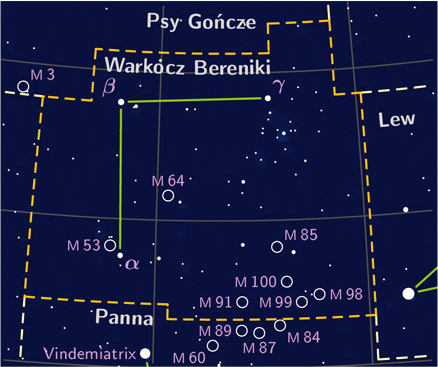 Psy Gończe
Warkocz Bereniki
M 3
β
γ
Lew
M 64
M 53
α
M 85
M 100
M 91
M 99
M 98
Panna
M 89
M 84
M 87
Vindemiatrix
M 60